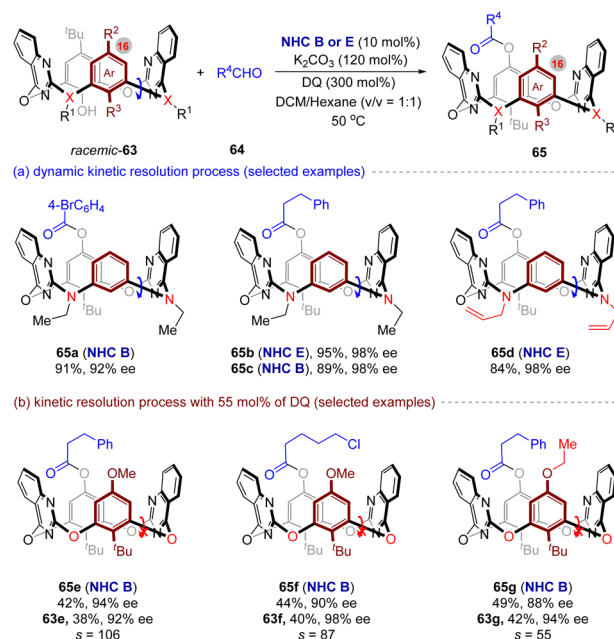 R⁴
R²
R²
O
ᵗBu
16
NHC B or E (10 mol%)
O
16
N
N
K₂CO₃ (120 mol%)
N
N
Ar
+ R⁴CHO
DQ (300 mol%)
Ar
O
N
OH
O
N
O
DCM/Hexane (v/v = 1:1)
O
N
O
N
O
X
R³
X
50 °C
X
ᵗBu
R³
X
R¹
R¹
R¹
R
racemic-63
64
65
(a) dynamic kinetic resolution process (selected examples)
4-BrC₆H₄
Ph
Ph
O
O
O
O
O
O
N
N
N
N
N
N
O
N
O
N
O
O
N
O
N
O
O
N
O
N
O
N
ᵗBu
N
N
ᵗBu
N
N
ᵗBu
N
Me
Me
Me
Me
65a (NHC B)
65b (NHC E), 95%, 98% ee
65d (NHC E)
91%, 92% ee
65c (NHC B), 89%, 98% ee
84%, 98% ee
(b) kinetic resolution process with 55 mol% of DQ (selected examples)
Ph
Cl
Ph
Me
O
O
OMe
O
O
OMe
O
O
O
N
N
N
N
N
N
O
N
O
N
O
O
N
O
N
O
O
N
O
N
O
O
ᵗBu
ᵗBu
O
O
ᵗBu
ᵗBu
O
O
ᵗBu
ᵗBu
O
65e (NHC B)
65f (NHC B)
65g (NHC B)
42%, 94% ee
44%, 90% ee
49%, 88% ee
63e, 38%, 92% ee
63f, 40%, 98% ee
63g, 42%, 94% ee
s = 106
s = 87
s = 55